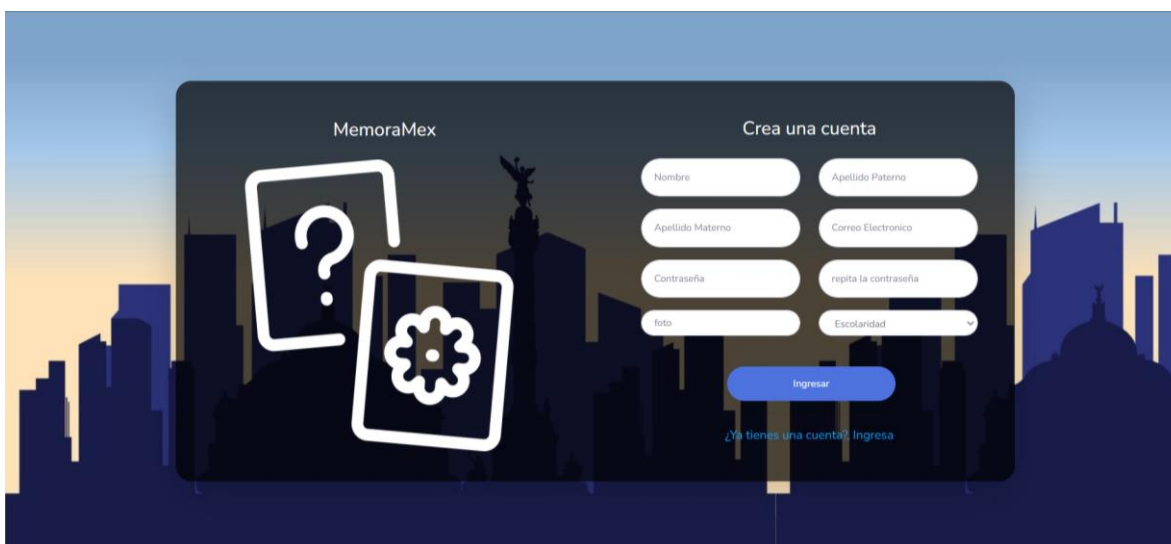 MemoraMex
Crea una cuenta
Nombre
Apellido Paterno
Apellido Materno
Correo Electronico
Contraseña
repita la contraseña
foto
Escolaridad
Ingresar
¿Ya tienes una cuenta?, Ingresa